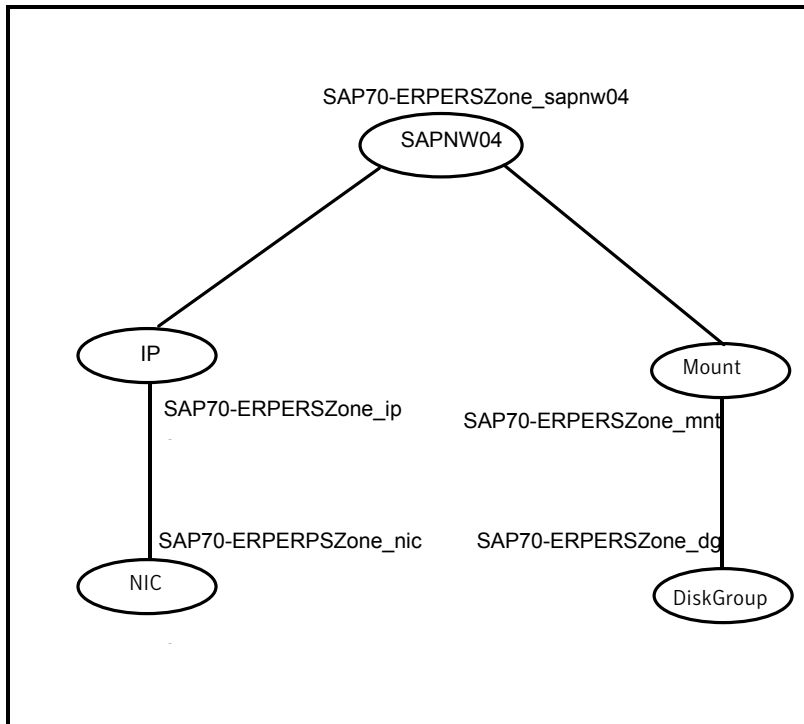 SAP70-ERPERSZone_sapnw04
SAPNW04
IP
Mount
SAP70-ERPERSZone_ip
SAP70-ERPERSZone_mnt
SAP70-ERPERPSZone_nic
SAP70-ERPERSZone_dg
NIC
DiskGroup